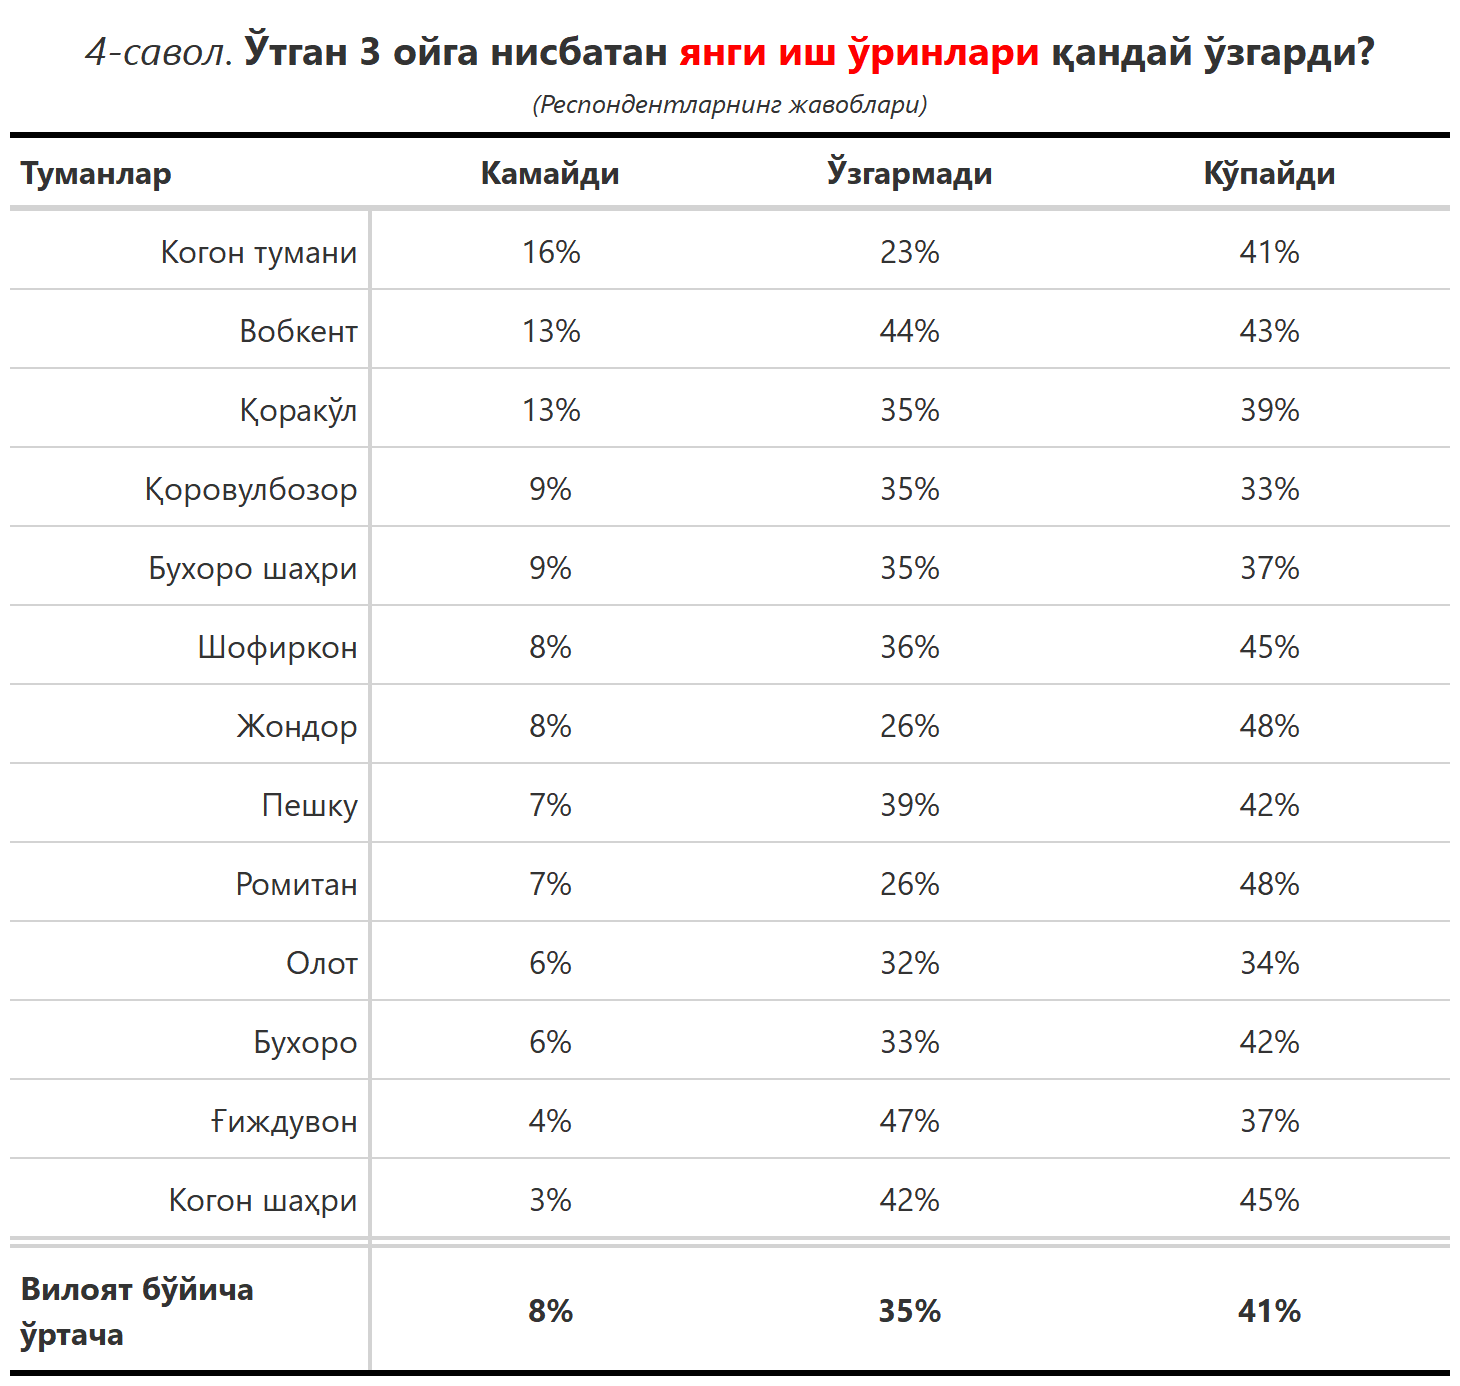 4-савол. Ўтган 3 ойга нисбатан янги иш ўринлари қандай ўзгарди?
(Респондентларнинг жавоблари)
Туманлар Камайди Ўзгармади Кўпайди
Когон тумани 16% 23% 41%
Вобкент 13% 44% 43%
Қоракўл 13% 35% 39%
Қоровулбозор 9% 35% 33%
Бухоро шаҳри 9% 35% 37%
Шофиркон 8% 36% 45%
Жондор 8% 26% 48%
Пешку 7% 39% 42%
Ромитан 7% 26% 48%
Олот 6% 32% 34%
Бухоро 6% 33% 42%
Ғиждувон 4% 47% 37%
Когон шаҳри 3% 42% 45%
Вилоят бўйича
ўртача 8% 35% 41%